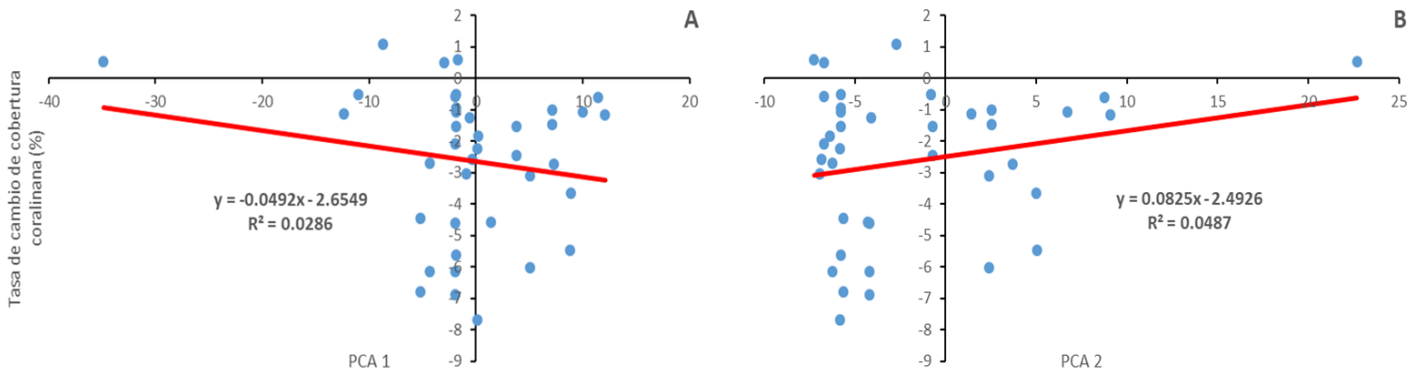 Tasa de cambio de cobertura
coralinana (%)
A
2
1
0
-40 -30 -20 -10 0 10 20
-1
-2
-3
-4
-5
-6
-7
-8
-9
y = -0.0492x - 2.6549
R² = 0.0286
PCA 1
B
2
1
0
-10 -5 0 5 10 15 20 25
-1
-2
-3
-4
-5
-6
-7
-8
-9
y = 0.0825x - 2.4926
R² = 0.0487
PCA 2